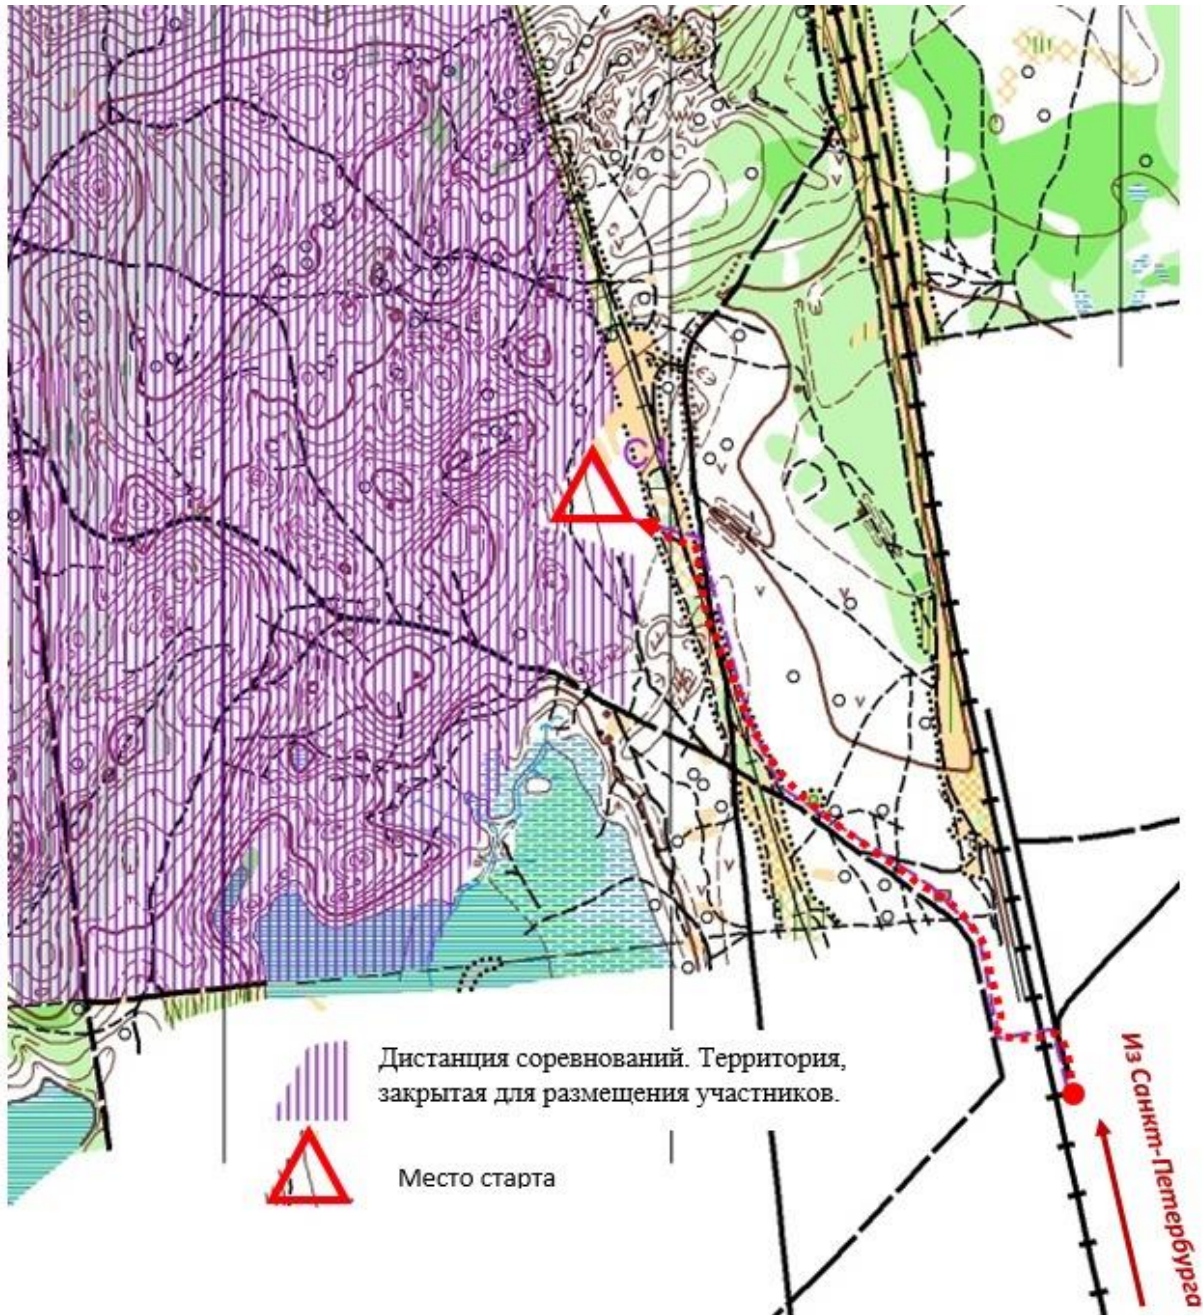 С
Дистанция соревнований. Территория,
закрытая для размещения участников.
Место старта
Из Санкт-Петербурга